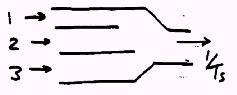 1 →
2 →
3 →
→ 1/Ts